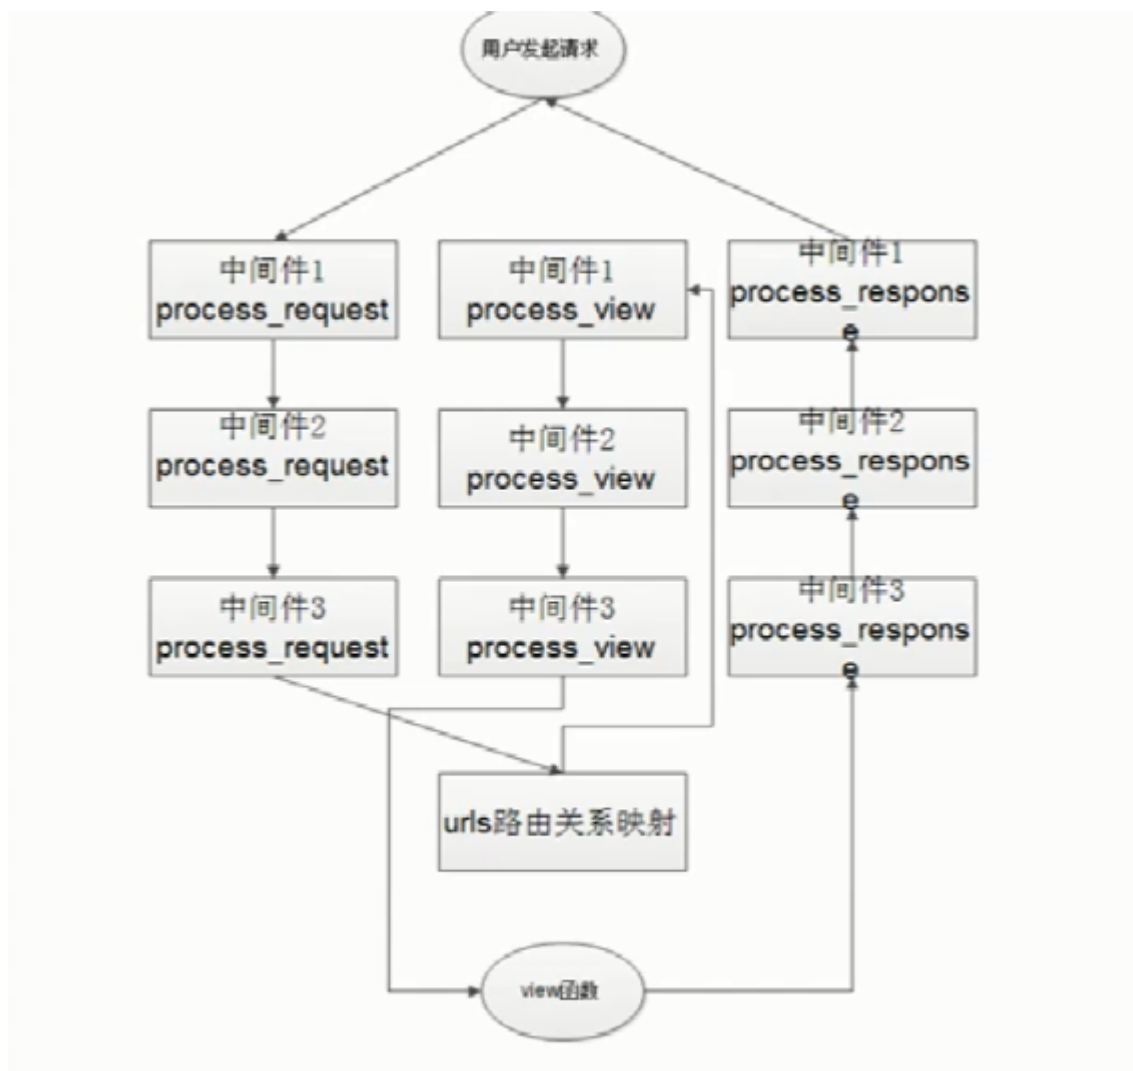 用户发起请求
中间件1
process_request
中间件1
process_view
中间件1
process_respons
e
中间件2
process_request
中间件2
process_view
中间件2
process_respons
e
中间件3
process_request
中间件3
process_view
中间件3
process_respons
e
urls路由关系映射
view函数